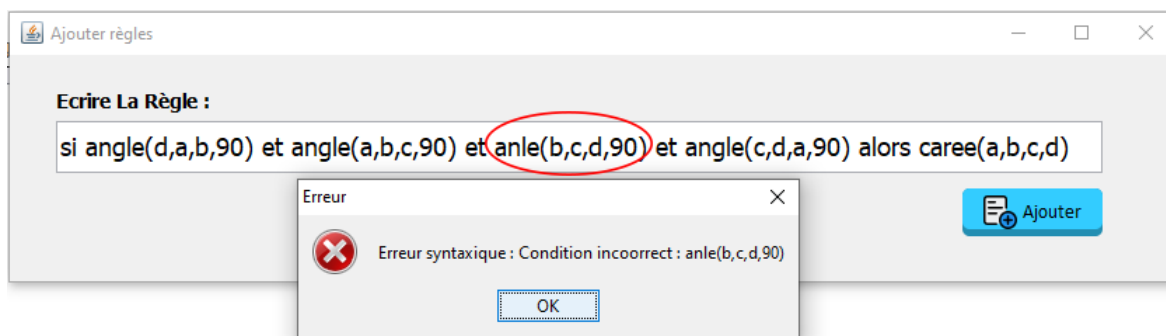 Ajouter règles
Ecrire La Règle :
si angle(d,a,b,90) et angle(a,b,c,90) et anle(b,c,d,90) et angle(c,d,a,90) alors caree(a,b,c,d)
Ajouter
Erreur
Erreur syntaxique : Condition incoorrect : anle(b,c,d,90)
OK